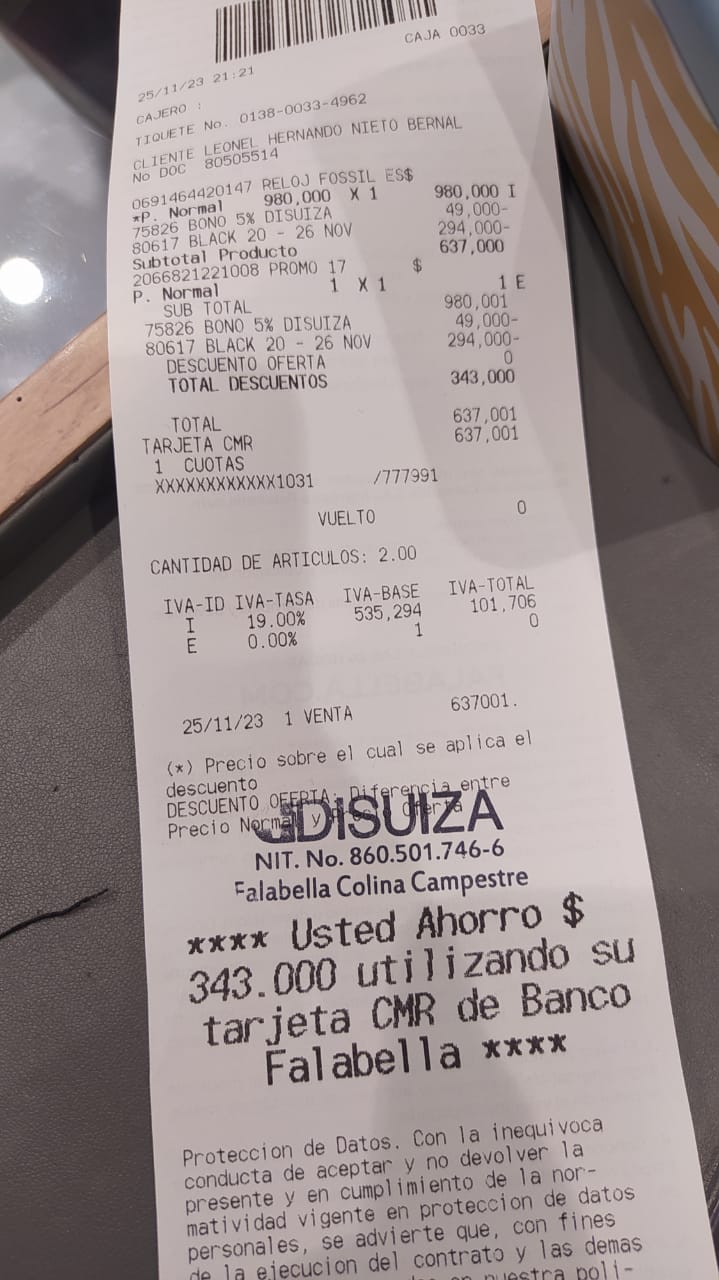 CAJA 0033
25/11/23 21:21
CAJERO :
TIQUETE No. 0138-0033-4962
CLIENTE LEONEL HERNANDO NIETO BERNAL
No DOC 80505514
0691464420147 RELOJ FOSSIL ES$
*P. Normal 980,000 X 1 980,000 I
75826 BONO 5% DISUIZA 49,000-
80617 BLACK 20 - 26 NOV 294,000-
Subtotal Producto 637,000
2066821221008 PROMO 17 $
P. Normal 1 X 1 1 E
SUB TOTAL 980,001
75826 BONO 5% DISUIZA 49,000-
80617 BLACK 20 - 26 NOV 294,000-
DESCUENTO OFERTA 0
TOTAL DESCUENTOS 343,000
TOTAL 637,001
TARJETA CMR 637,001
1 CUOTAS
XXXXXXXXXXXX1031 /777991
VUELTO 0
CANTIDAD DE ARTICULOS: 2.00
IVA-ID IVA-TASA IVA-BASE IVA-TOTAL
I 19.00% 535,294 101,706
E 0.00% 1 0
25/11/23 1 VENTA 637001.
(*) Precio sobre el cual se aplica el
descuento
DESCUENTO OFERTA: Diferencia entre
Precio Normal y Precio Oferta
DISUIZA
NIT. No. 860.501.746-6
Falabella Colina Campestre
**** Usted Ahorro $
343.000 utilizando su
tarjeta CMR de Banco
Falabella ****
Proteccion de Datos. Con la inequivoca
conducta de aceptar y no devolver la
presente y en cumplimiento de la nor-
matividad vigente en proteccion de datos
personales, se advierte que, con fines
de la ejecucion del contrato y las demas
en nuestra poli-